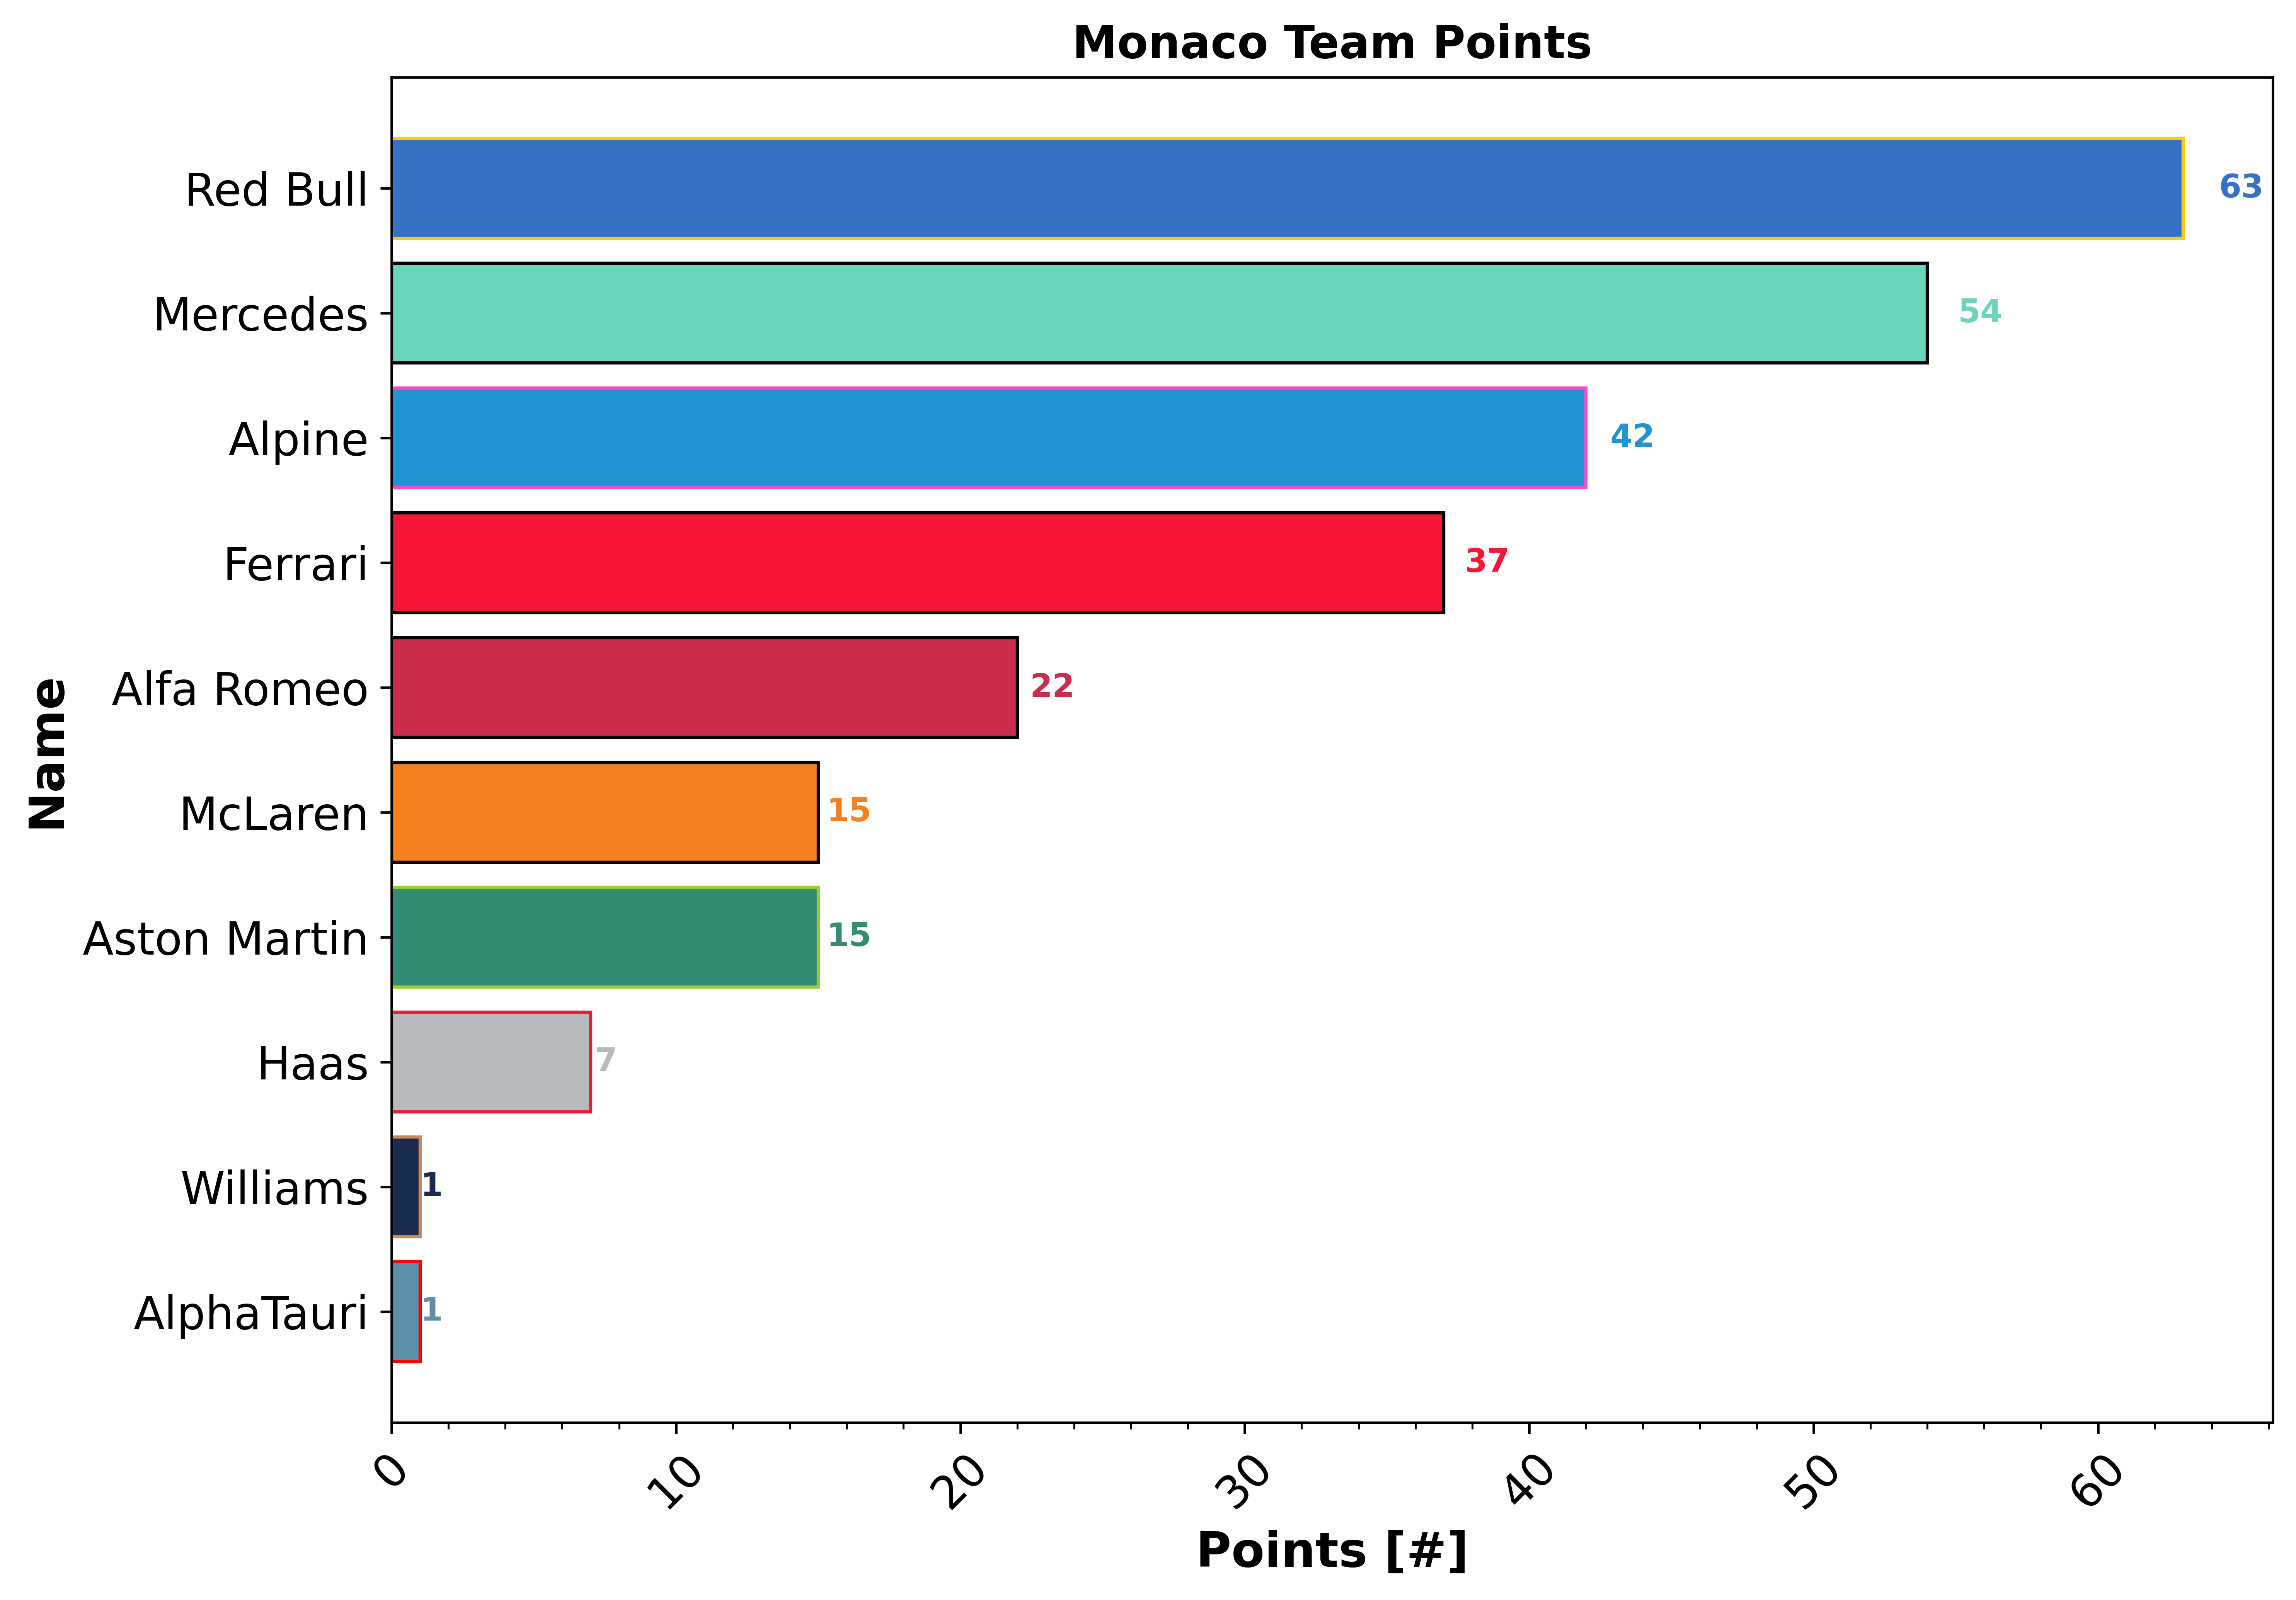 Monaco Team Points
Name
Red Bull 63
Mercedes 54
Alpine 42
Ferrari 37
Alfa Romeo 22
McLaren 15
Aston Martin 15
Haas 7
Williams 1
AlphaTauri 1
0 10 20 30 40 50 60
Points [#]